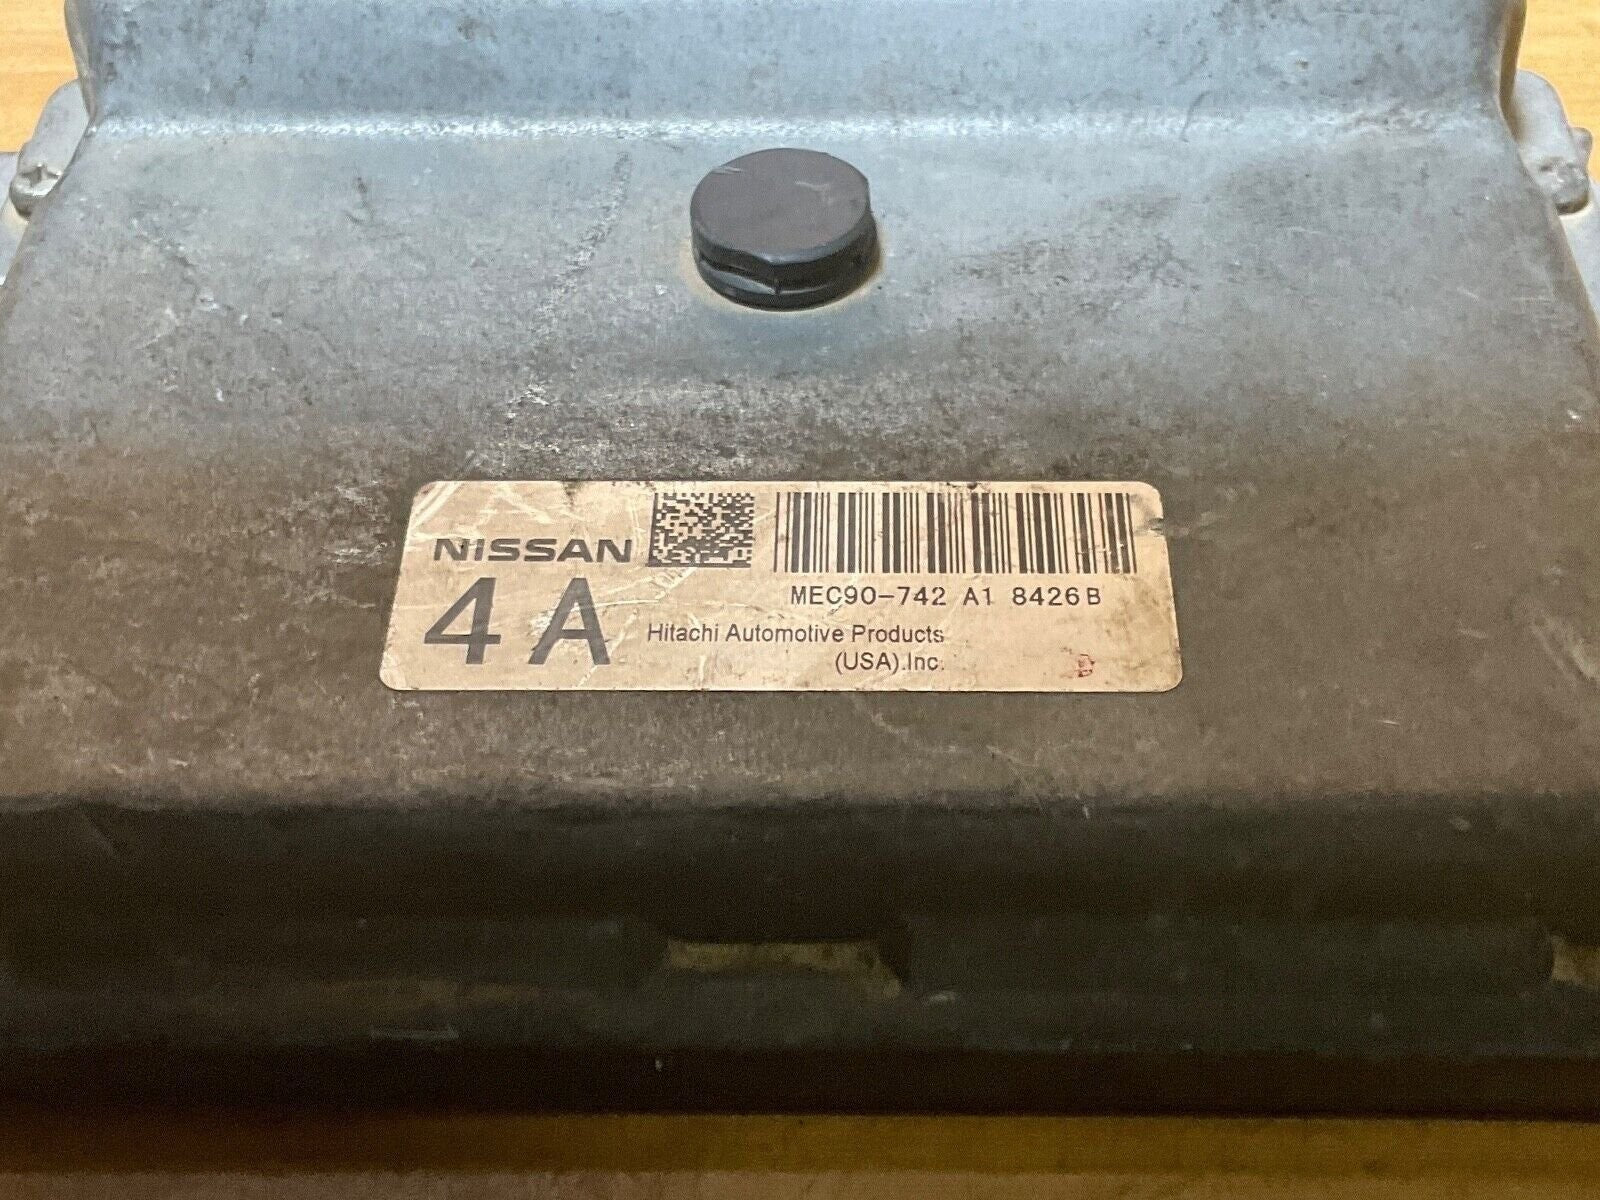 NISSAN
4A
MEC90-742 A1 8426B
Hitachi Automotive Products
(USA).Inc.